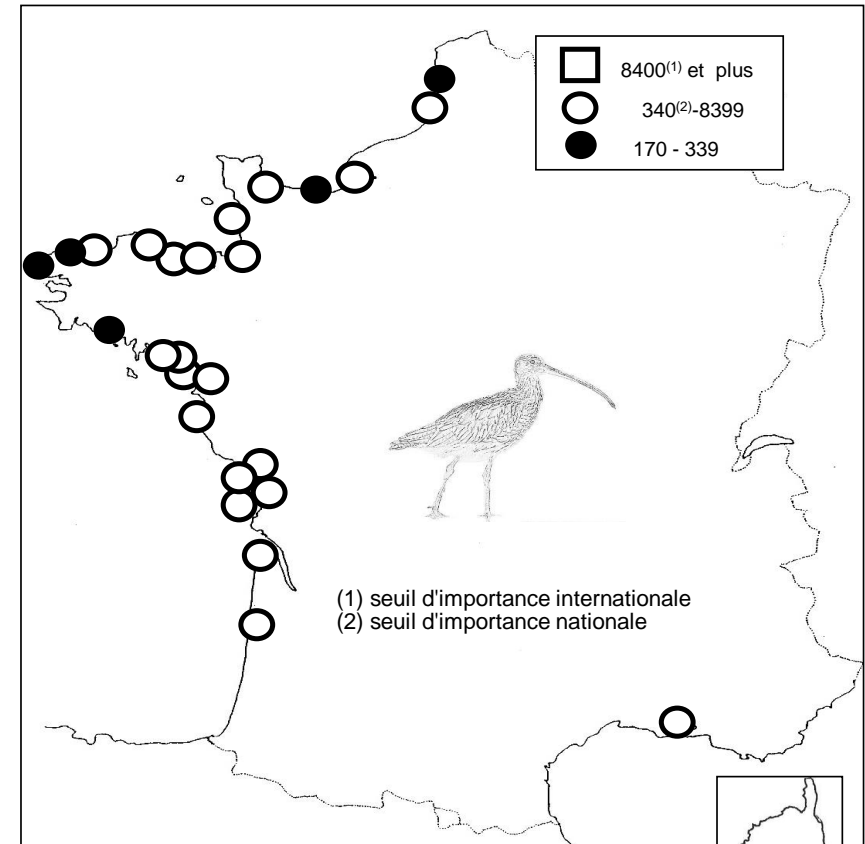 8400(1) et plus
340(2)-8399
170 - 339
(1) seuil d'importance internationale
(2) seuil d'importance nationale